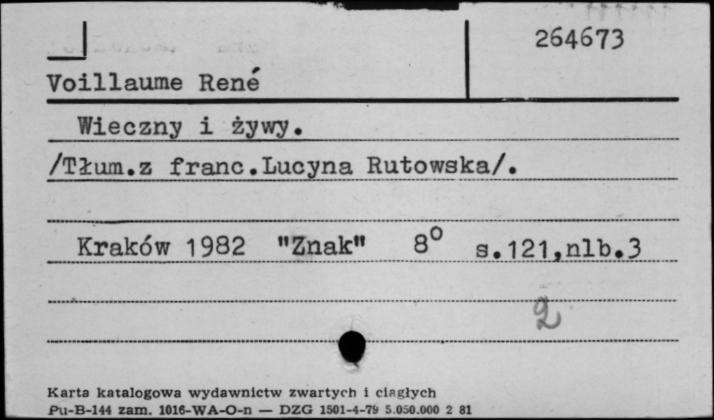 264673
Voillaume René
Wieczny i żywy.
/Tłum.z franc.Lucyna Rutowska/.
Kraków 1982 "Znak" 8° s.121,nlb.3
2
Karta katalogowa wydawnictw zwartych i ciągłych
Pu-B-144 zam. 1016-WA-O-n — DZG 1501-4-79 5.050.000 2 81